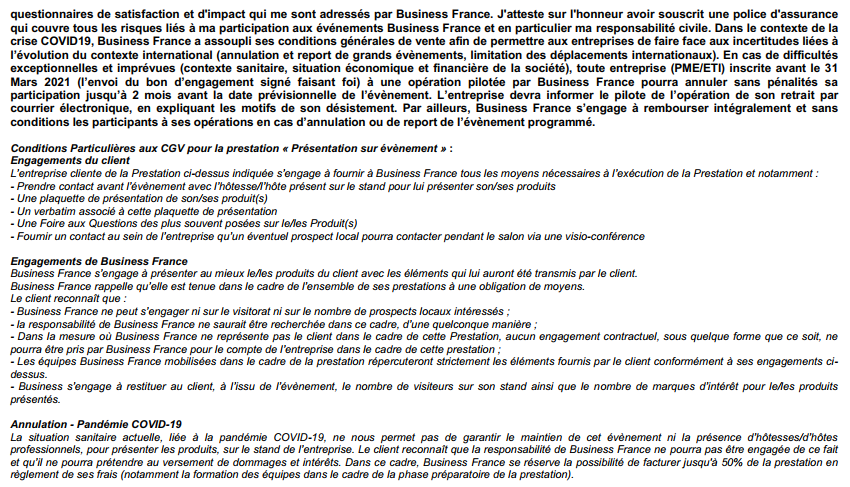 questionnaires de satisfaction et d'impact qui me sont adressés par Business France. J'atteste sur l'honneur avoir souscrit une police d'assurance
qui couvre tous les risques liés à ma participation aux événements Business France et en particulier ma responsabilité civile. Dans le contexte de la
crise COVID19, Business France a assoupli ses conditions générales de vente afin de permettre aux entreprises de faire face aux incertitudes liées à
l'évolution du contexte international (annulation et report de grands évènements, limitation des déplacements internationaux). En cas de difficultés
exceptionnelles et imprévues (contexte sanitaire, situation économique et financière de la société), toute entreprise (PME/ETI) inscrite avant le 31
Mars 2021 (l'envoi du bon d'engagement signé faisant foi) à une opération pilotée par Business France pourra annuler sans pénalités sa
participation jusqu'à 2 mois avant la date prévisionnelle de l'évènement. L'entreprise devra informer le pilote de l'opération de son retrait par
courrier électronique, en expliquant les motifs de son désistement. Par ailleurs, Business France s'engage à rembourser intégralement et sans
conditions les participants à ses opérations en cas d'annulation ou de report de l'évènement programmé.
Conditions Particulières aux CGV pour la prestation « Présentation sur évènement » :
Engagements du client
L'entreprise cliente de la Prestation ci-dessus indiquée s'engage à fournir à Business France tous les moyens nécessaires à l'exécution de la Prestation et notamment :
- Prendre contact avant l'évènement avec l'hôtesse/l'hôte présent sur le stand pour lui présenter son/ses produits
- Une plaquette de présentation de son/ses produit(s)
- Un verbatim associé à cette plaquette de présentation
- Une Foire aux Questions des plus souvent posées sur le/les Produit(s)
- Fournir un contact au sein de l'entreprise qu'un éventuel prospect local pourra contacter pendant le salon via une visio-conférence
Engagements de Business France
Business France s'engage à présenter au mieux le/les produits du client avec les éléments qui lui auront été transmis par le client.
Business France rappelle qu'elle est tenue dans le cadre de l'ensemble de ses prestations à une obligation de moyens.
Le client reconnaît que :
- Business France ne peut s'engager ni sur le visitorat ni sur le nombre de prospects locaux intéressés ;
- la responsabilité de Business France ne saurait être recherchée dans ce cadre, d'une quelconque manière ;
- Dans la mesure où Business France ne représente pas le client dans le cadre de cette Prestation, aucun engagement contractuel, sous quelque forme que ce soit, ne
pourra être pris par Business France pour le compte de l'entreprise dans le cadre de cette prestation ;
- Les équipes Business France mobilisées dans le cadre de la prestation répercuteront strictement les éléments fournis par le client conformément à ses engagements ci-
dessus.
- Business s'engage à restituer au client, à l'issu de l'évènement, le nombre de visiteurs sur son stand ainsi que le nombre de marques d'intérêt pour le/les produits
présentés.
Annulation - Pandémie COVID-19
La situation sanitaire actuelle, liée à la pandémie COVID-19, ne nous permet pas de garantir le maintien de cet évènement ni la présence d'hôtesses/d'hôtes
professionnels, pour présenter les produits, sur le stand de l'entreprise. Le client reconnaît que la responsabilité de Business France ne pourra pas être engagée de ce fait
et qu'il ne pourra prétendre au versement de dommages et intérêts. Dans ce cadre, Business France se réserve la possibilité de facturer jusqu'à 50% de la prestation en
règlement de ses frais (notamment la formation des équipes dans le cadre de la phase préparatoire de la prestation).